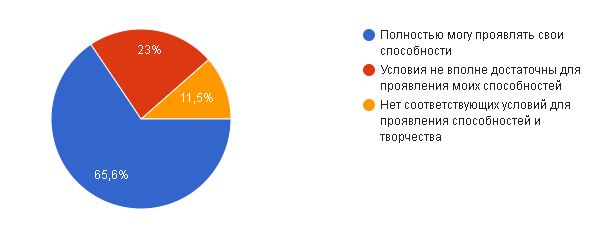 23%
11,5%
65,6%
Полностью могу проявлять свои
способности
Условия не вполне достаточны для
проявления моих способностей
Нет соответствующих условий для
проявления способностей и
творчества